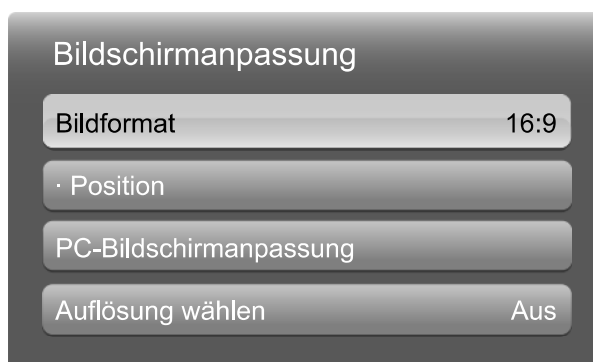 Bildschirmanpassung
Bildformat 16:9
· Position
PC-Bildschirmanpassung
Auflösung wählen Aus